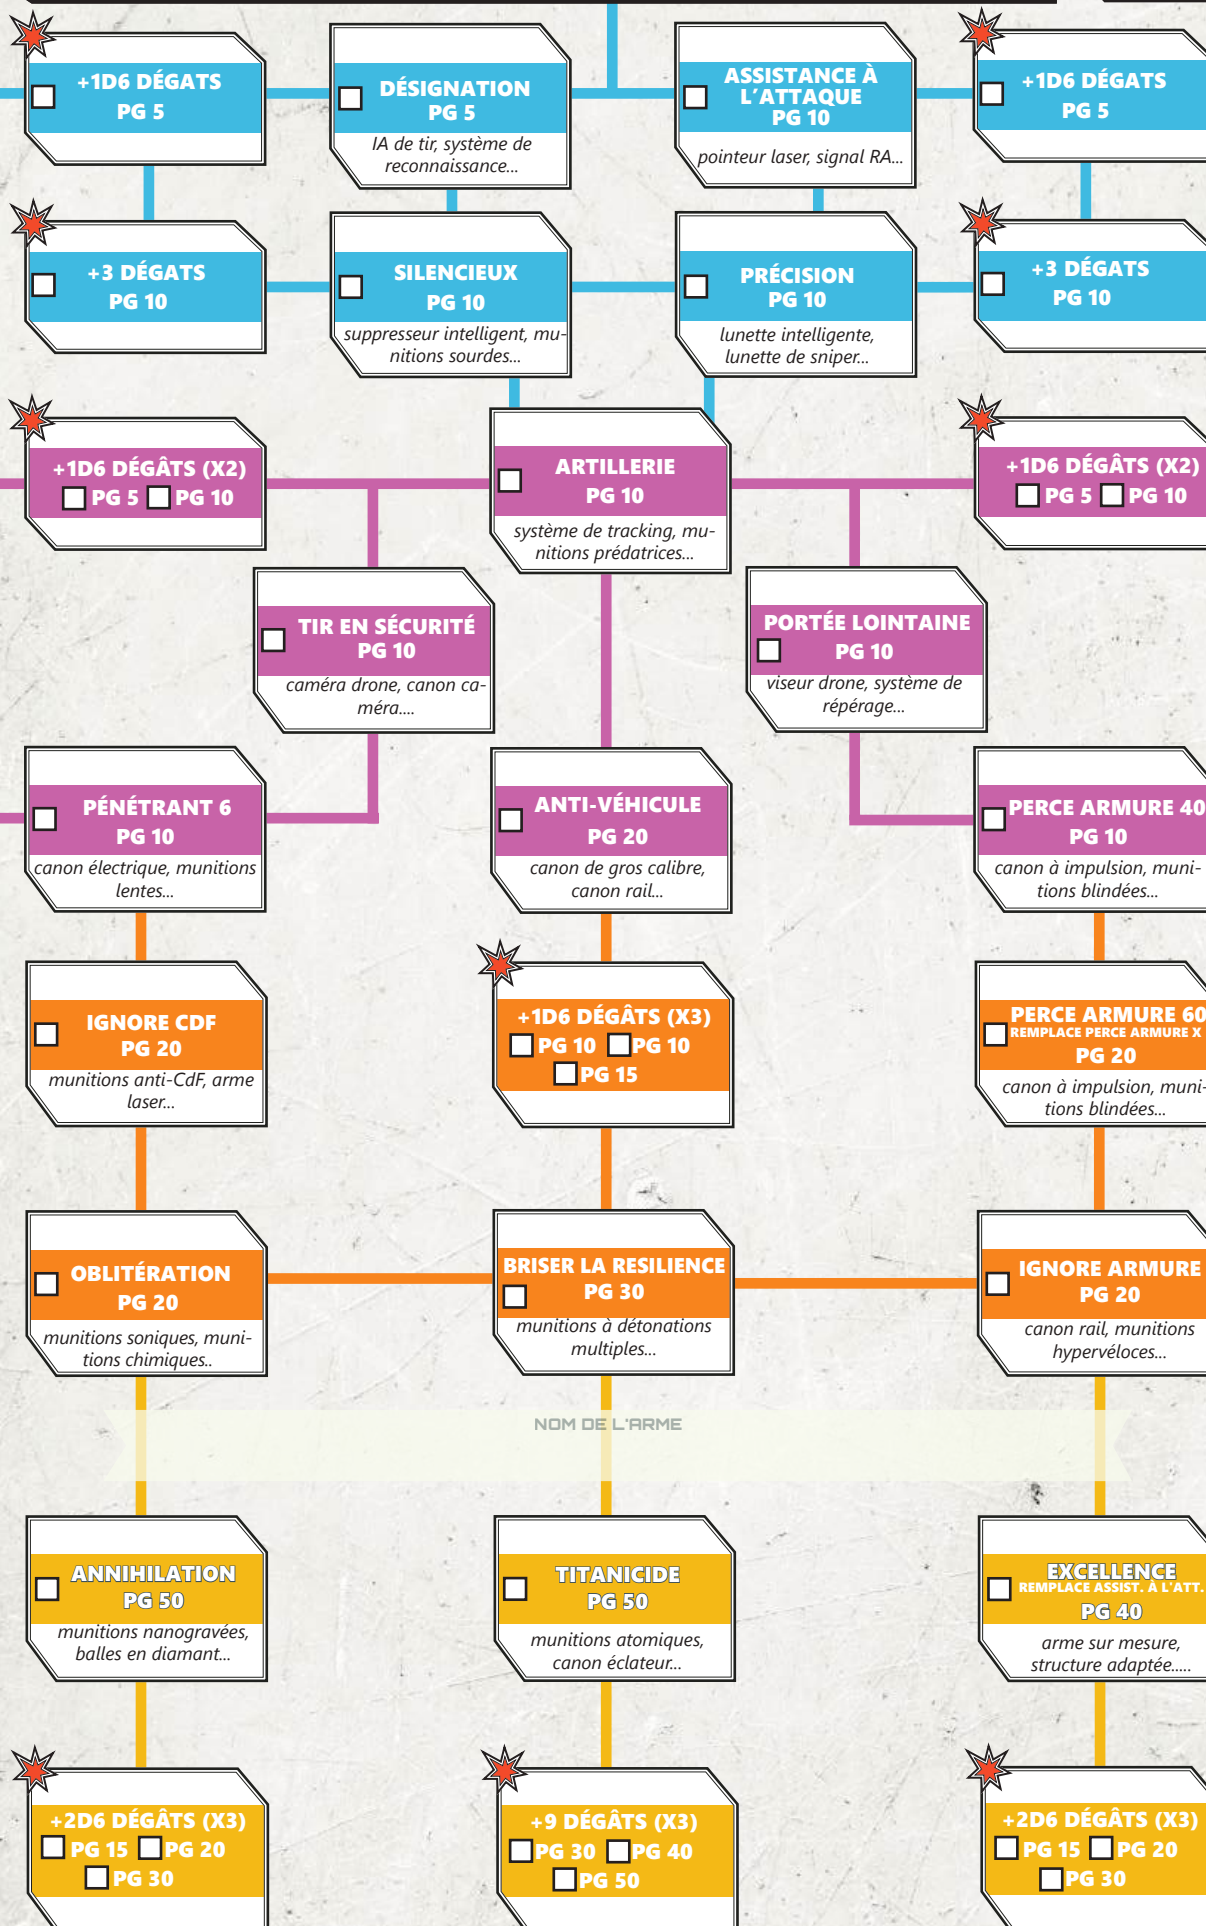 +1D6 DÉGATS
PG 5
DÉSIGNATION
PG 5
IA de tir, système de
reconnaissance...
ASSISTANCE À
L'ATTAQUE
PG 10
pointeur laser, signal RA...
+1D6 DÉGATS
PG 5
+3 DÉGATS
PG 10
SILENCIEUX
PG 10
suppresseur intelligent, mu-
nitions sourdes...
PRÉCISION
PG 10
lunette intelligente,
lunette de sniper...
+3 DÉGATS
PG 10
+1D6 DÉGÂTS (X2)
PG 5 PG 10
ARTILLERIE
PG 10
système de tracking, mu-
nitions prédatrices...
+1D6 DÉGÂTS (X2)
PG 5 PG 10
TIR EN SÉCURITÉ
PG 10
caméra drone, canon ca-
méra....
PORTÉE LOINTAINE
PG 10
viseur drone, système de
répérage...
PÉNÉTRANT 6
PG 10
canon électrique, munitions
lentes...
ANTI-VÉHICULE
PG 20
canon de gros calibre,
canon rail...
PERCE ARMURE 40
PG 10
canon à impulsion, muni-
tions blindées...
IGNORE CDF
PG 20
munitions anti-CdF, arme
laser...
+1D6 DÉGÂTS (X3)
PG 10 PG 10
PG 15
PERCE ARMURE 60
REMPLACE PERCE ARMURE X
PG 20
canon à impulsion, muni-
tions blindées...
OBLITÉRATION
PG 20
munitions soniques, muni-
tions chimiques..
BRISER LA RESILIENCE
PG 30
munitions à détonations
multiples...
IGNORE ARMURE
PG 20
canon rail, munitions
hypervéloces...
NOM DE L'ARME
ANNIHILATION
PG 50
munitions nanogravées,
balles en diamant...
TITANICIDE
PG 50
munitions atomiques,
canon éclateur...
EXCELLENCE
REMPLACE ASSIST. À L'ATT.
PG 40
arme sur mesure,
structure adaptée.....
+2D6 DÉGÂTS (X3)
PG 15 PG 20
PG 30
+9 DÉGÂTS (X3)
PG 30 PG 40
PG 50
+2D6 DÉGÂTS (X3)
PG 15 PG 20
PG 30